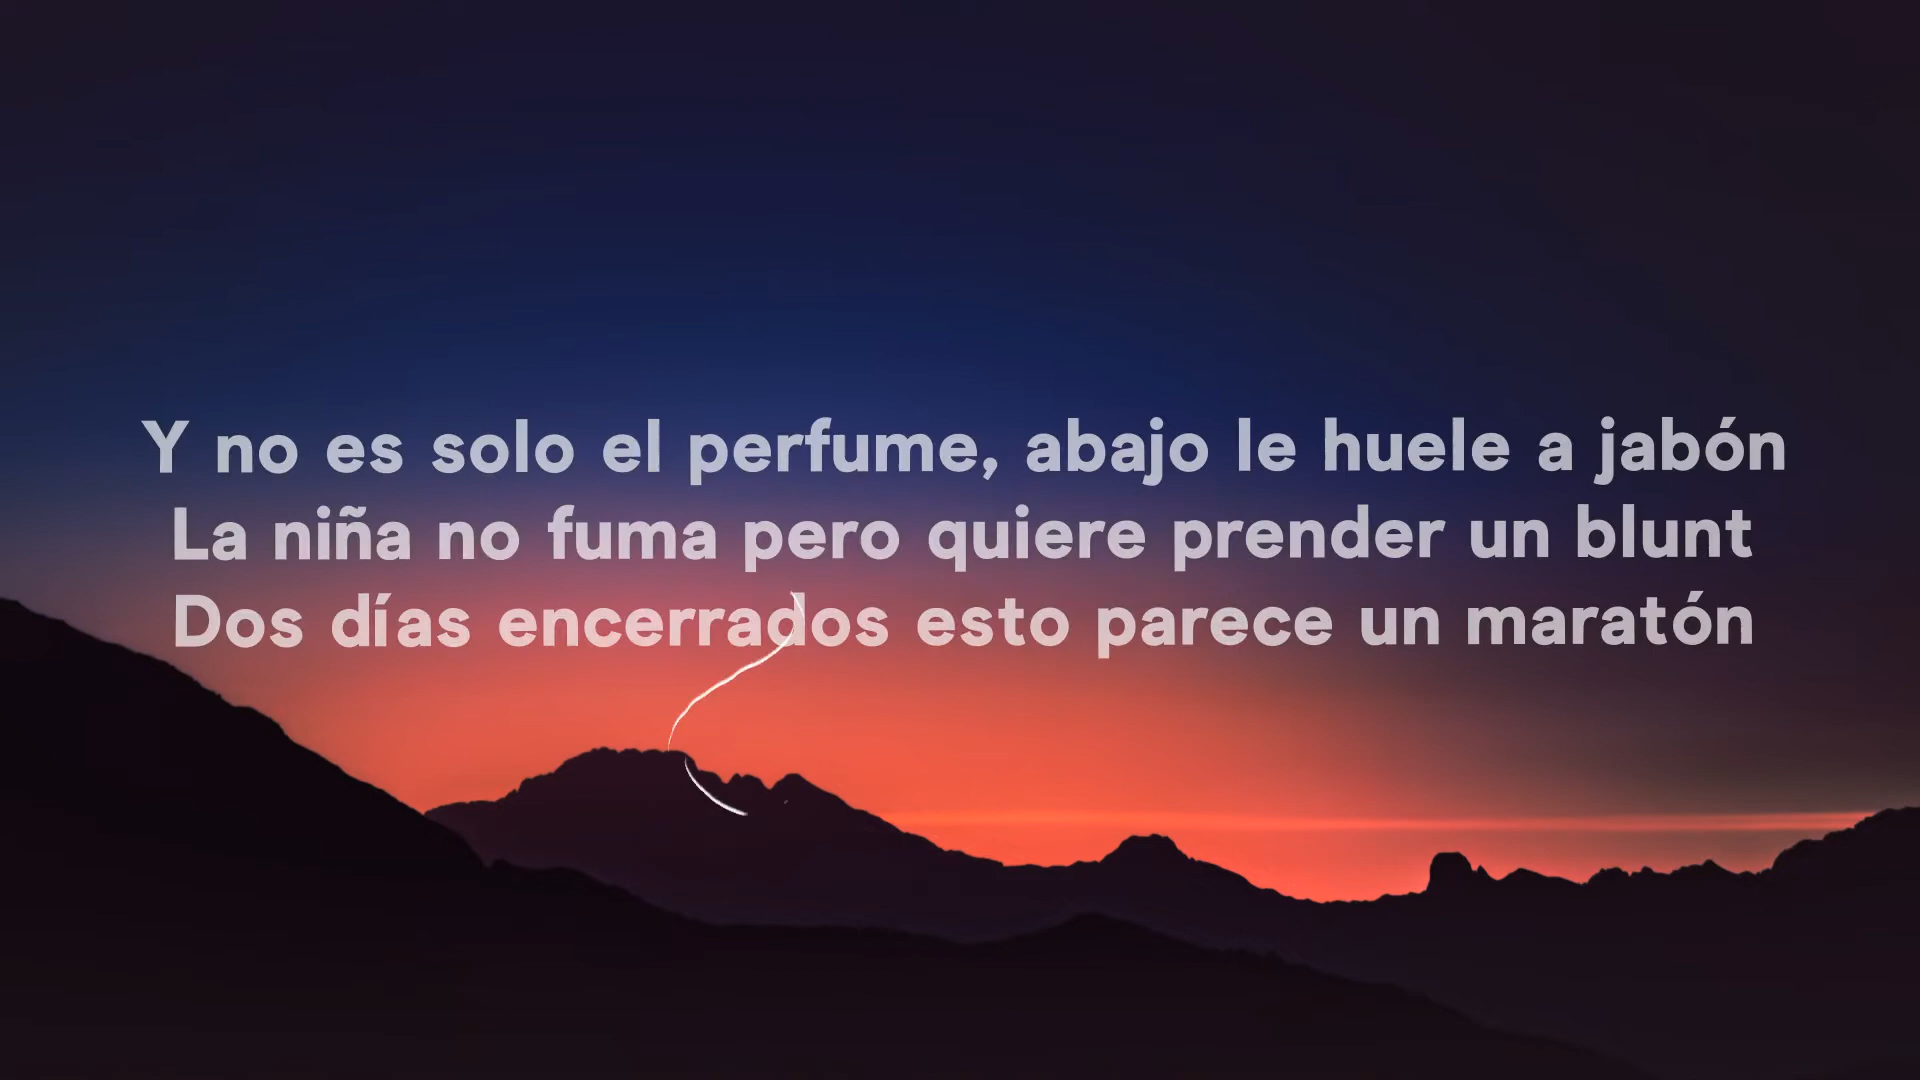 Y no es solo el perfume, abajo le huele a jabón
La niña no fuma pero quiere prender un blunt
Dos días encerrados esto parece un maratón